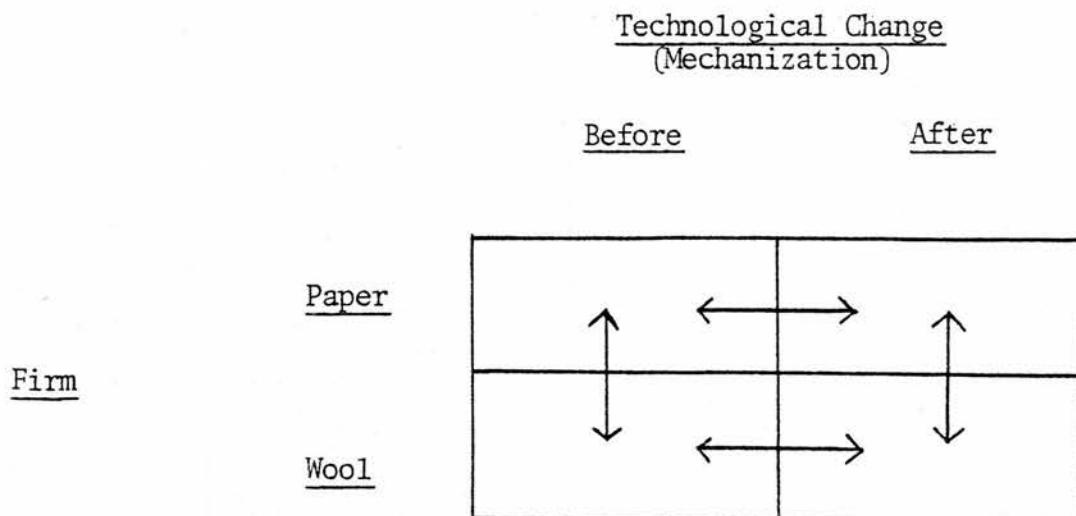 Technological Change
(Mechanization)
Before After
Paper
Firm
Wool